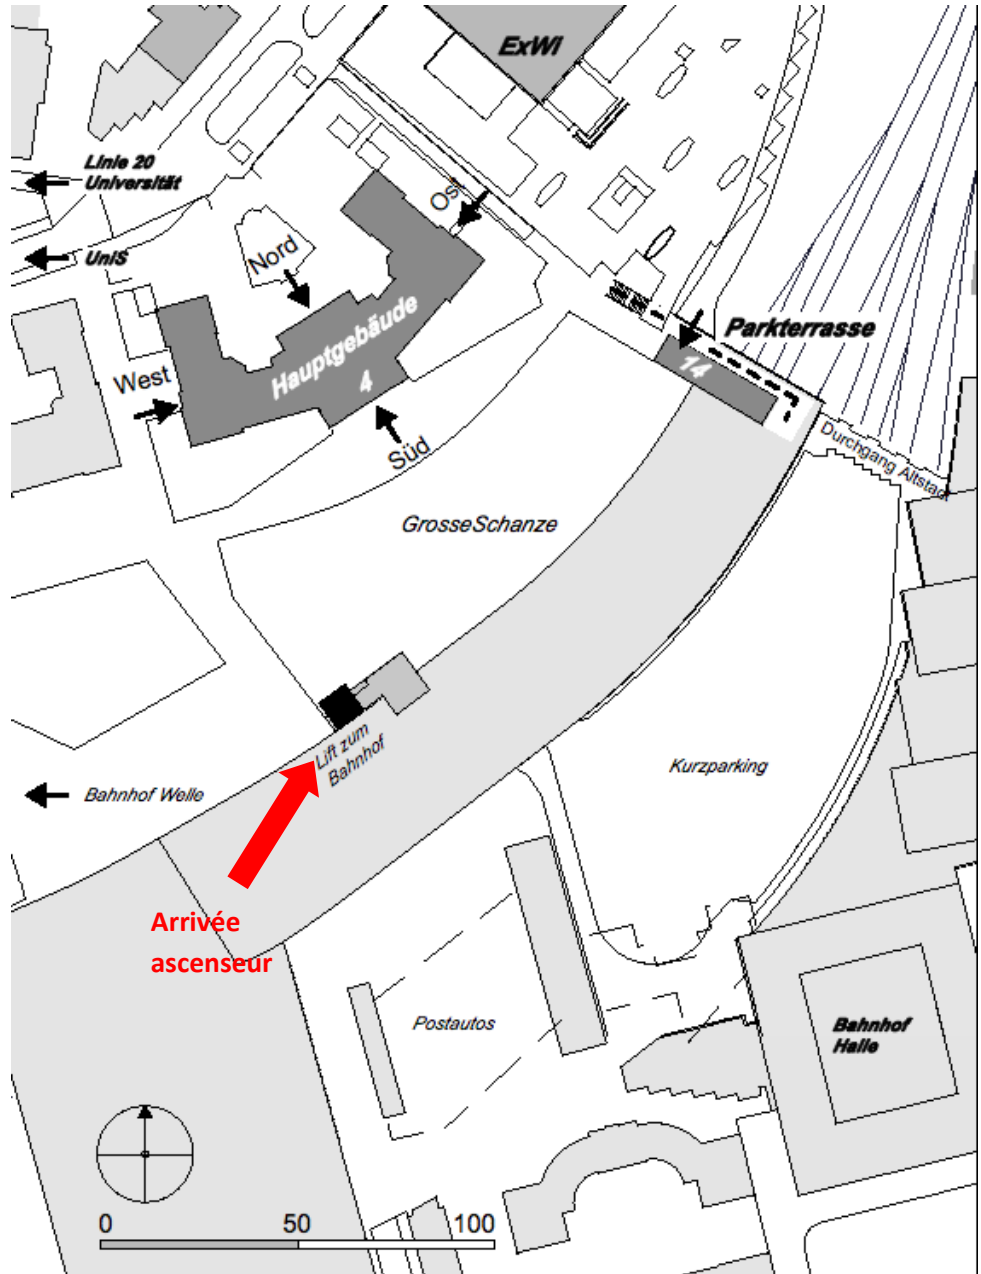 ExWi
Linie 20
Universität
UniS
Ost
Nord
Hauptgebäude
4
West
Süd
Parkterrasse
14
Durchgang Altstad
GrosseSchanze
Lift zum
Bahnhof
Kurzparking
Bahnhof Welle
Arrivée
ascenseur
Postautos
Bahnhof
Halle
0 50 100